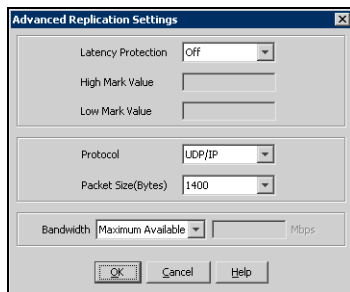 Advanced Replication Settings
Latency Protection Off
High Mark Value
Low Mark Value
Protocol UDP/IP
Packet Size(Bytes) 1400
Bandwidth Maximum Available Mbps
OK Cancel Help